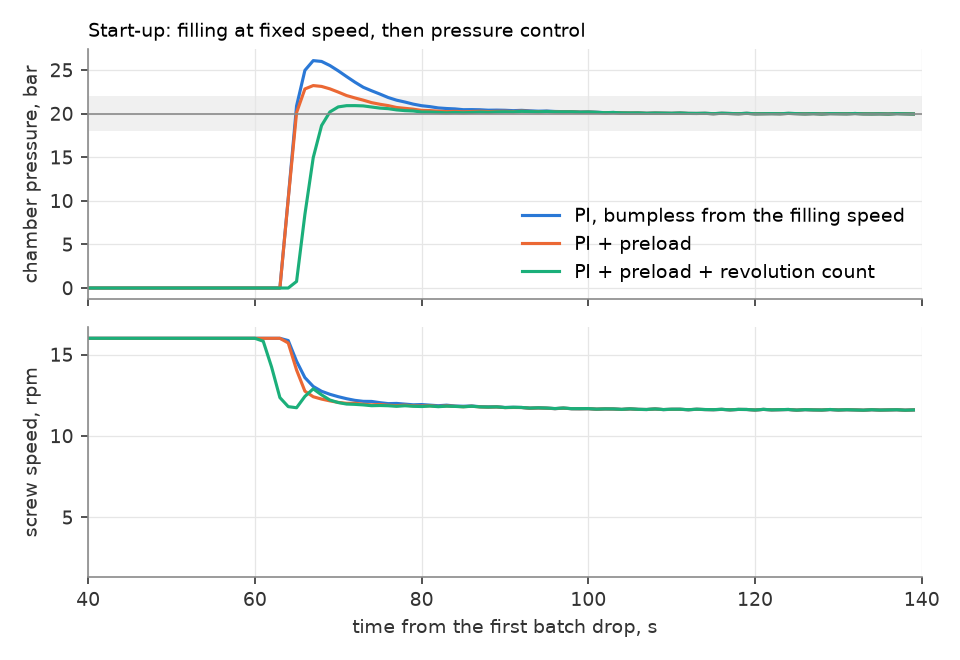 Start-up: filling at fixed speed, then pressure control
chamber pressure, bar
25
20
15
10
5
0
PI, bumpless from the filling speed
PI + preload
PI + preload + revolution count
screw speed, rpm
15
10
5
40 60 80 100 120 140
time from the first batch drop, s